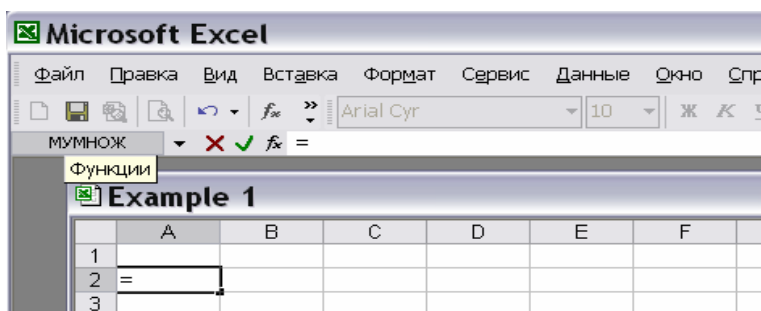 Microsoft Excel
Файл Правка Вид Вставка Формат Сервис Данные Окно
Arial Cyr 10 Ж К
МУМНОЖ fx =
Функции
Example 1
A B C D E F
1
2 =
3